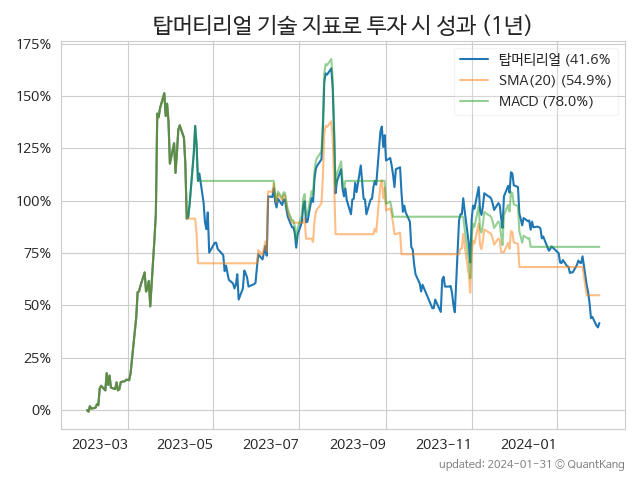 탑머티리얼 기술 지표로 투자 시 성과 (1년)
175%
150%
125%
100%
75%
50%
25%
0%
탑머티리얼 (41.6%
SMA(20) (54.9%)
MACD (78.0%)
2023-03 2023-05 2023-07 2023-09 2023-11 2024-01
updated: 2024-01-31 © QuantKang